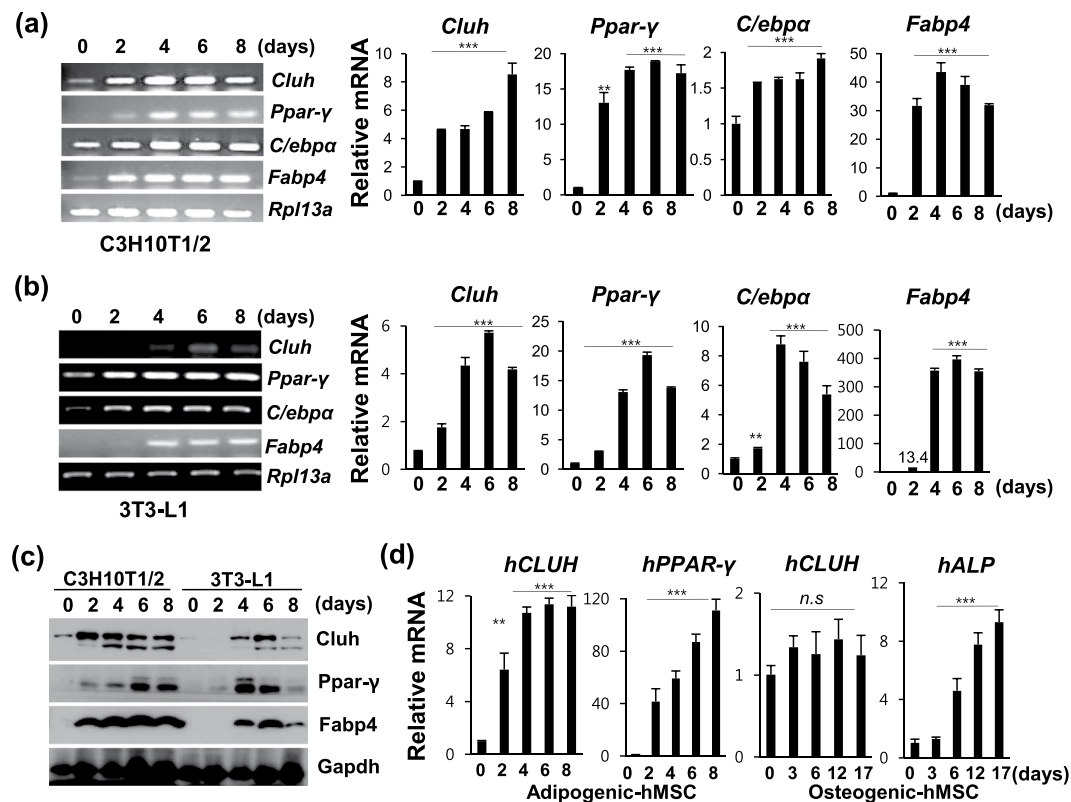 (a)
0 2 4 6 8 (days)
Cluh
Ppar-γ
C/ebpα
Fabp4
Rpl13a
C3H10T1/2
Relative mRNA
Cluh
***
10
8
6
4
2
0
0 2 4 6 8
Ppar-γ
**
***
20
15
10
5
0
0 2 4 6 8
C/ebpα
***
2
1.5
1
0.5
0
0 2 4 6 8
Fabp4
***
50
40
30
20
10
0
0 2 4 6 8 (days)
(b)
0 2 4 6 8 (days)
Cluh
Ppar-γ
C/ebpα
Fabp4
Rpl13a
3T3-L1
Relative mRNA
Cluh
***
6
4
2
0
0 2 4 6 8
Ppar-γ
***
25
20
15
10
5
0
0 2 4 6 8
C/ebpα
**
***
10
8
6
4
2
0
0 2 4 6 8
Fabp4
***
13.4
500
400
300
200
100
0
0 2 4 6 8 (days)
(c)
C3H10T1/2 3T3-L1
0 2 4 6 8 0 2 4 6 8 (days)
Cluh
Ppar-γ
Fabp4
Gapdh
(d)
Relative mRNA
hCLUH
**
***
12
9
6
3
0
0 2 4 6 8
hPPAR-γ
***
120
80
40
0
0 2 4 6 8
Adipogenic-hMSC
hCLUH
n.s
2
1
0
0 3 6 12 17
hALP
***
12
9
6
3
0
0 3 6 12 17 (days)
Osteogenic-hMSC